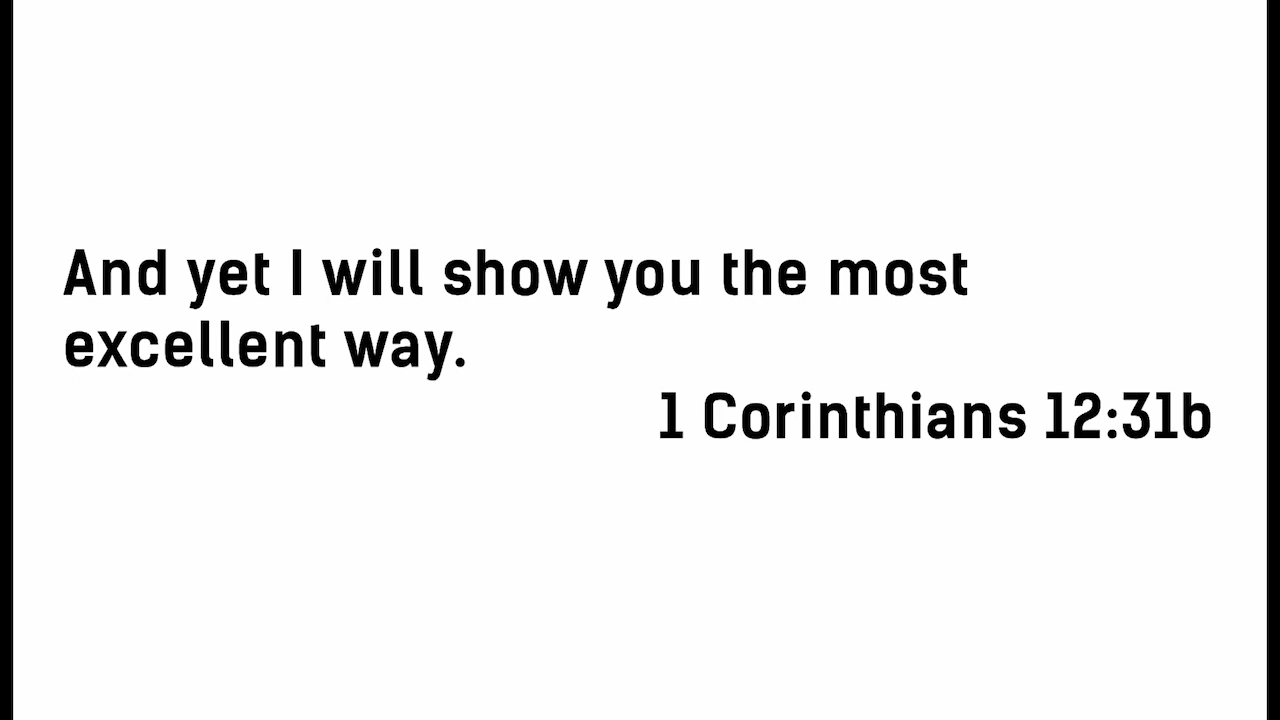 And yet I will show you the most
excellent way.
1 Corinthians 12:31b